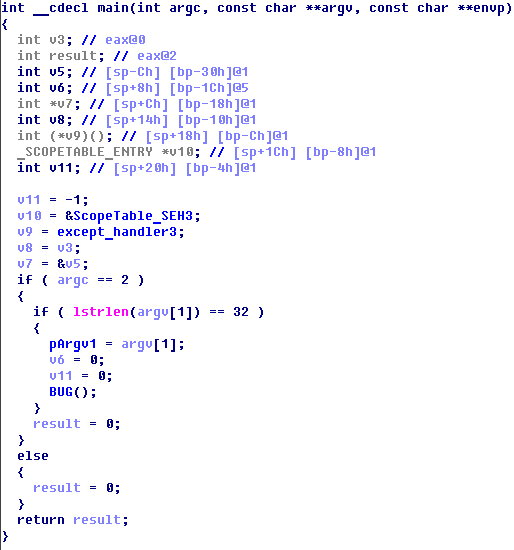 int __cdecl main(int argc, const char **argv, const char **envp)
{
  int v3; // eax@0
  int result; // eax@2
  int v5; // [sp-Ch] [bp-30h]@1
  int v6; // [sp+8h] [bp-1Ch]@5
  int *v7; // [sp+Ch] [bp-18h]@1
  int v8; // [sp+14h] [bp-10h]@1
  int (*v9)(); // [sp+18h] [bp-Ch]@1
  _SCOPETABLE_ENTRY *v10; // [sp+1Ch] [bp-8h]@1
  int v11; // [sp+20h] [bp-4h]@1

  v11 = -1;
  v10 = &ScopeTable_SEH3;
  v9 = except_handler3;
  v8 = v3;
  v7 = &v5;
  if ( argc == 2 )
  {
    if ( lstrlen(argv[1]) == 32 )
    {
      pArgv1 = argv[1];
      v6 = 0;
      v11 = 0;
      BUG();
    }
    result = 0;
  }
  else
  {
    result = 0;
  }
  return result;
}